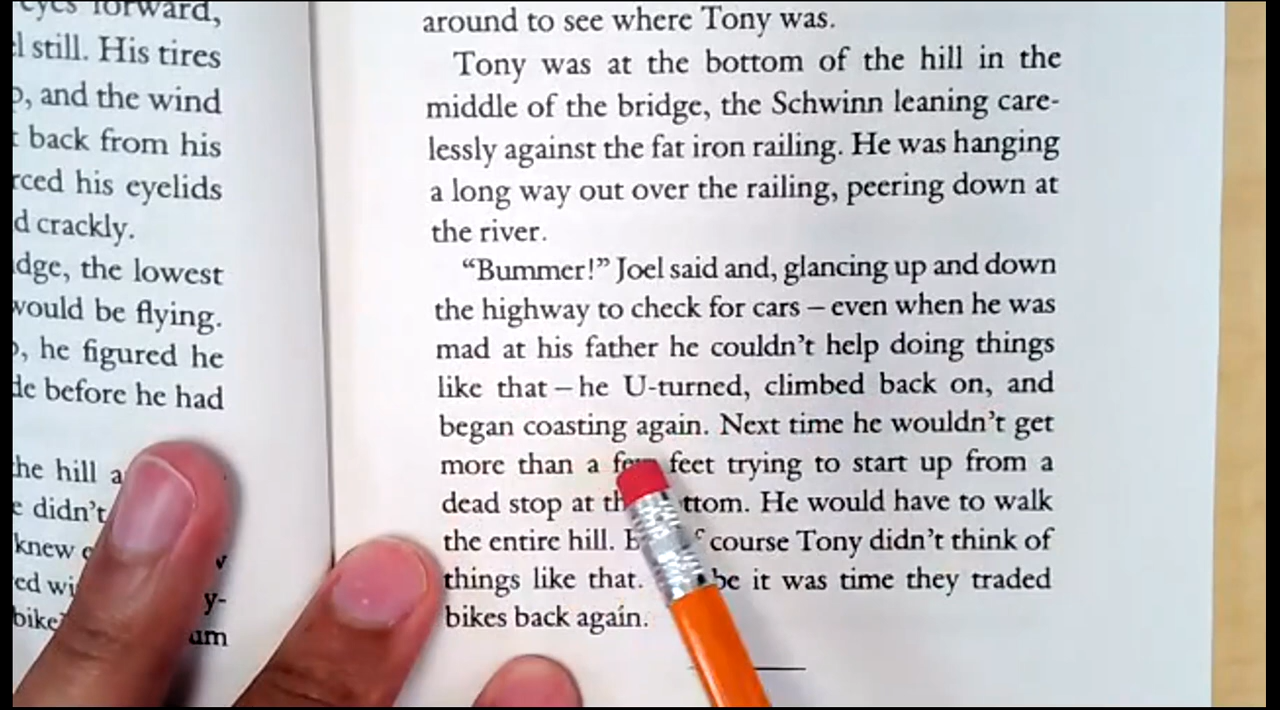 eyes forward,
l still. His tires
, and the wind
back from his
rced his eyelids
d crackly.
dge, the lowest
would be flying.
, he figured he
de before he had
he hill
e didn't
knew
ed
bike
y-
um
around to see where Tony was.
Tony was at the bottom of the hill in the
middle of the bridge, the Schwinn leaning care-
lessly against the fat iron railing. He was hanging
a long way out over the railing, peering down at
the river.
“Bummer!” Joel said and, glancing up and down
the highway to check for cars – even when he was
mad at his father he couldn't help doing things
like that – he U-turned, climbed back on, and
began coasting again. Next time he wouldn't get
more than a few feet trying to start up from a
dead stop at th ttom. He would have to walk
the entire hill. B f course Tony didn't think of
things like that. be it was time they traded
bikes back again.